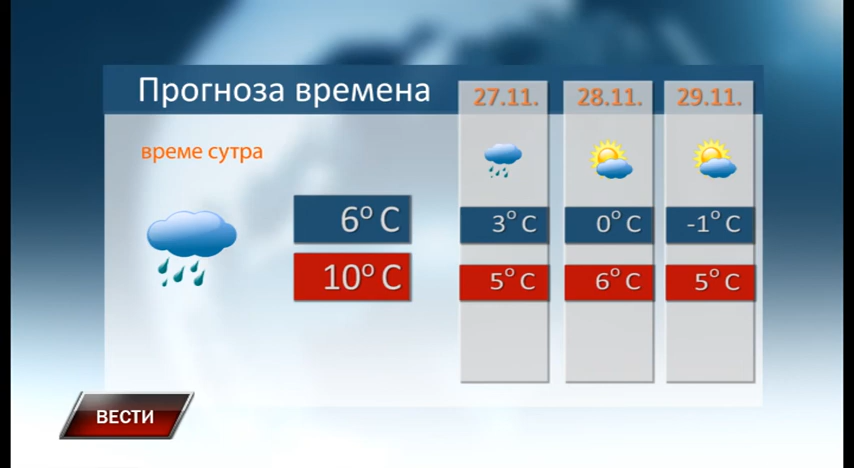 Прогноза времена
27.11.
28.11.
29.11.
време сутра
6° C
3° C
0° C
-1° C
10° C
5° C
6° C
5° C
ВЕСТИ